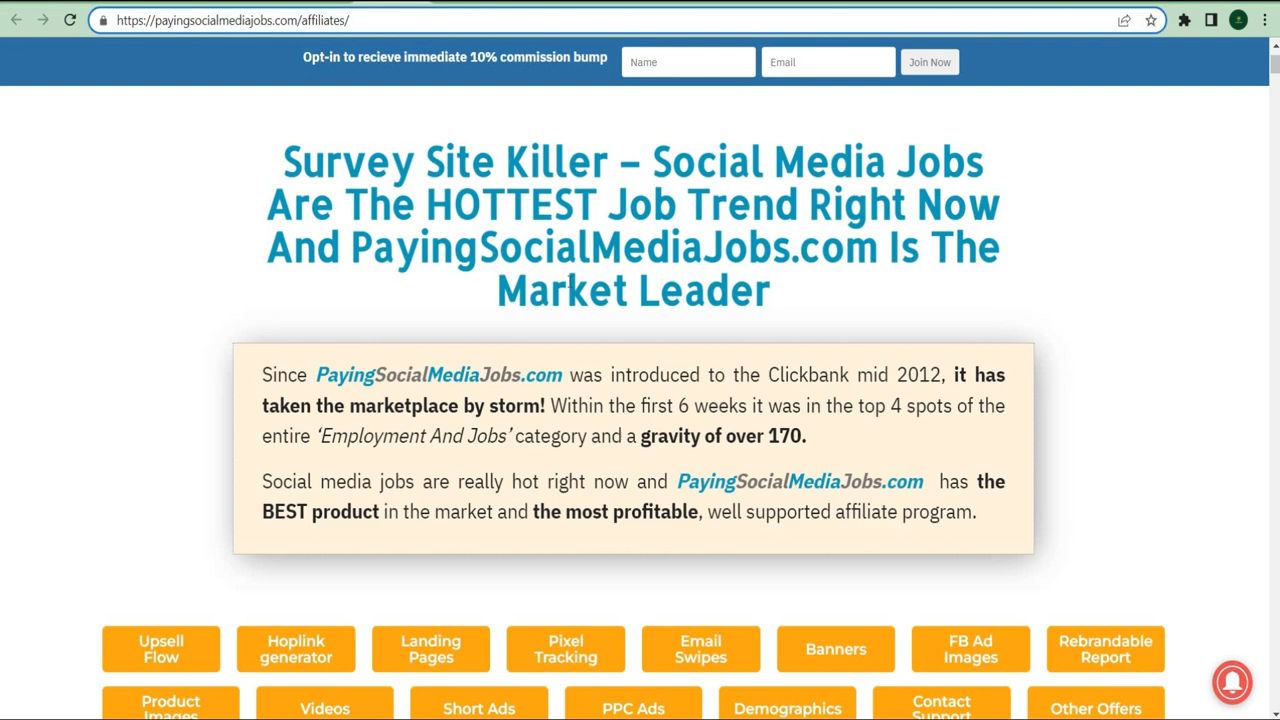 https://payingsocialmediajobs.com/affiliates/
Opt-in to recieve immediate 10% commission bump Name Email Join Now
Survey Site Killer – Social Media Jobs
Are The HOTTEST Job Trend Right Now
And PayingSocialMediaJobs.com Is The
Market Leader
Since PayingSocialMediaJobs.com was introduced to the Clickbank mid 2012, it has
taken the marketplace by storm! Within the first 6 weeks it was in the top 4 spots of the
entire ‘Employment And Jobs’ category and a gravity of over 170.
Social media jobs are really hot right now and PayingSocialMediaJobs.com has the
BEST product in the market and the most profitable, well supported affiliate program.
Upsell
Flow
Hoplink
generator
Landing
Pages
Pixel
Tracking
Email
Swipes
Banners
FB Ad
Images
Rebrandable
Report
Product
Images
Videos
Short Ads
PPC Ads
Demographics
Contact
Support
Other Offers